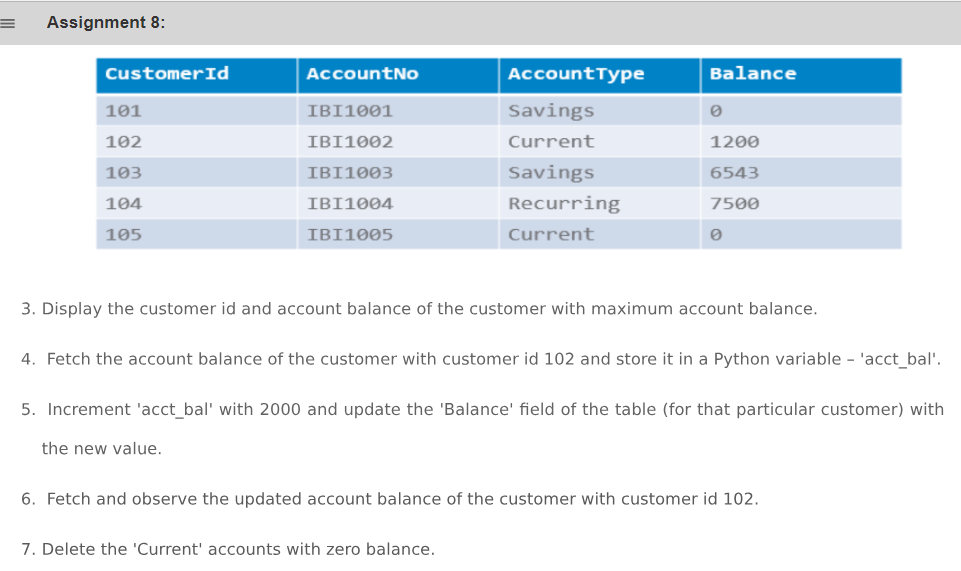 Assignment 8:
CustomerId AccountNo AccountType Balance
101 IBI1001 Savings 0
102 IBI1002 Current 1200
103 IBI1003 Savings 6543
104 IBI1004 Recurring 7500
105 IBI1005 Current 0
3. Display the customer id and account balance of the customer with maximum account balance.
4. Fetch the account balance of the customer with customer id 102 and store it in a Python variable – 'acct_bal'.
5. Increment 'acct_bal' with 2000 and update the 'Balance' field of the table (for that particular customer) with
the new value.
6. Fetch and observe the updated account balance of the customer with customer id 102.
7. Delete the 'Current' accounts with zero balance.